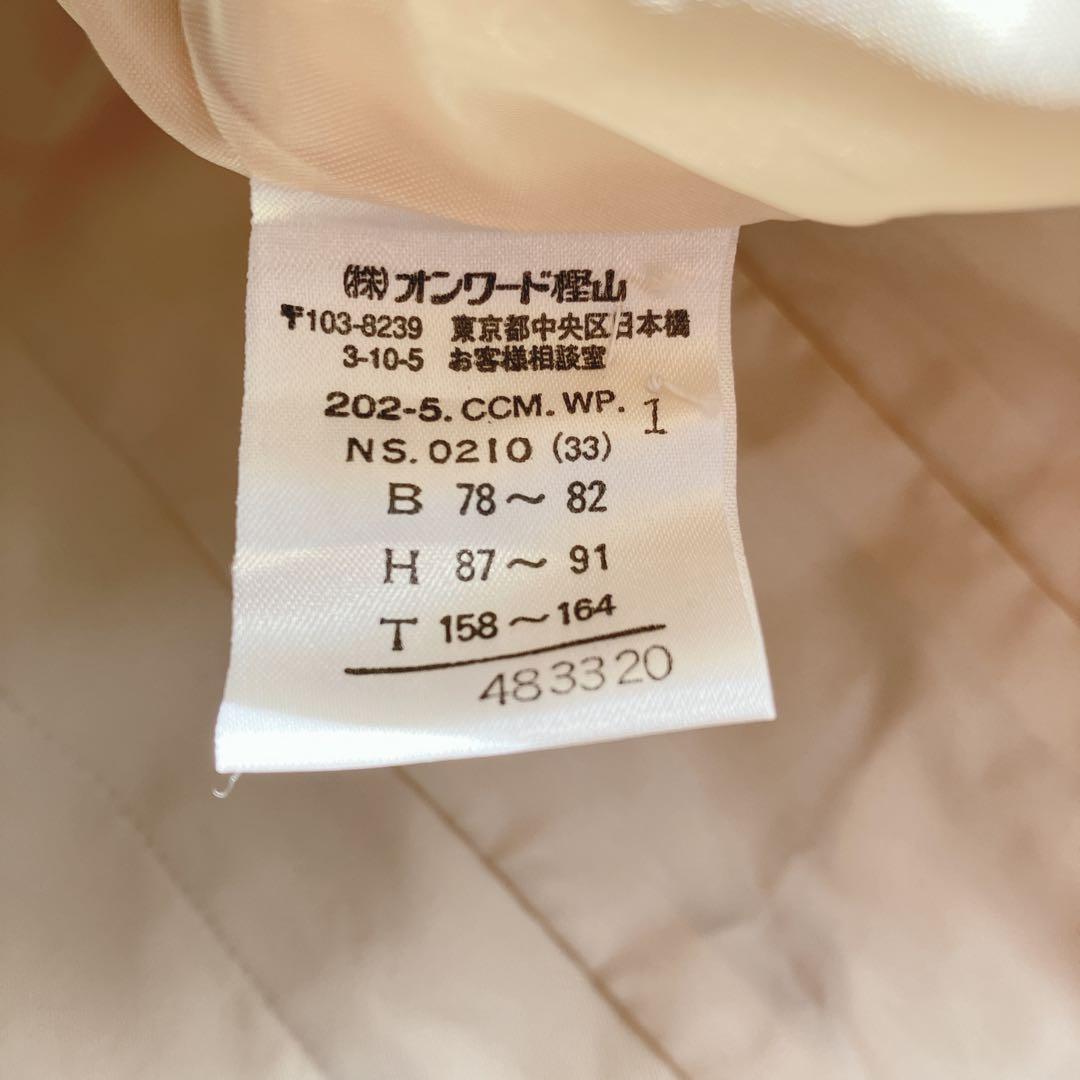 ㈱オンワード樫山
〒103-8239 東京都中央区日本橋
3-10-5 お客様相談室
202-5. CCM. WP. 1
NS. 0210 (33)
B 78～82
H 87～91
T 158～164
483320